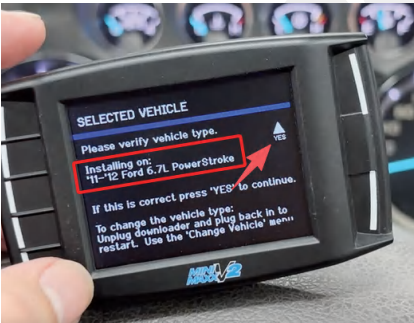 SELECTED VEHICLE
Please verify vehicle type.
YES
Installing on:
'11-'12 Ford 6.7L PowerStroke
If this is correct press 'YES' to continue.
To change the vehicle type:
Unplug downloader and plug back in to
restart. Use the 'Change Vehicle' menu
MINI
MAXX V2